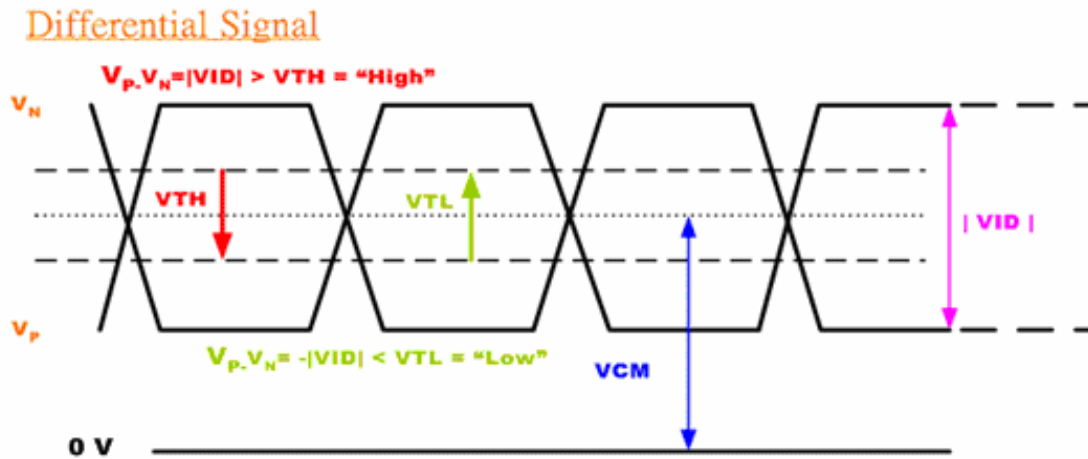 Differential Signal
VP-VN=|VID| > VTH = “High”
VN
VTH
VTL
| VID |
VP
VP-VN= -|VID| < VTL = “Low”
VCM
0 V